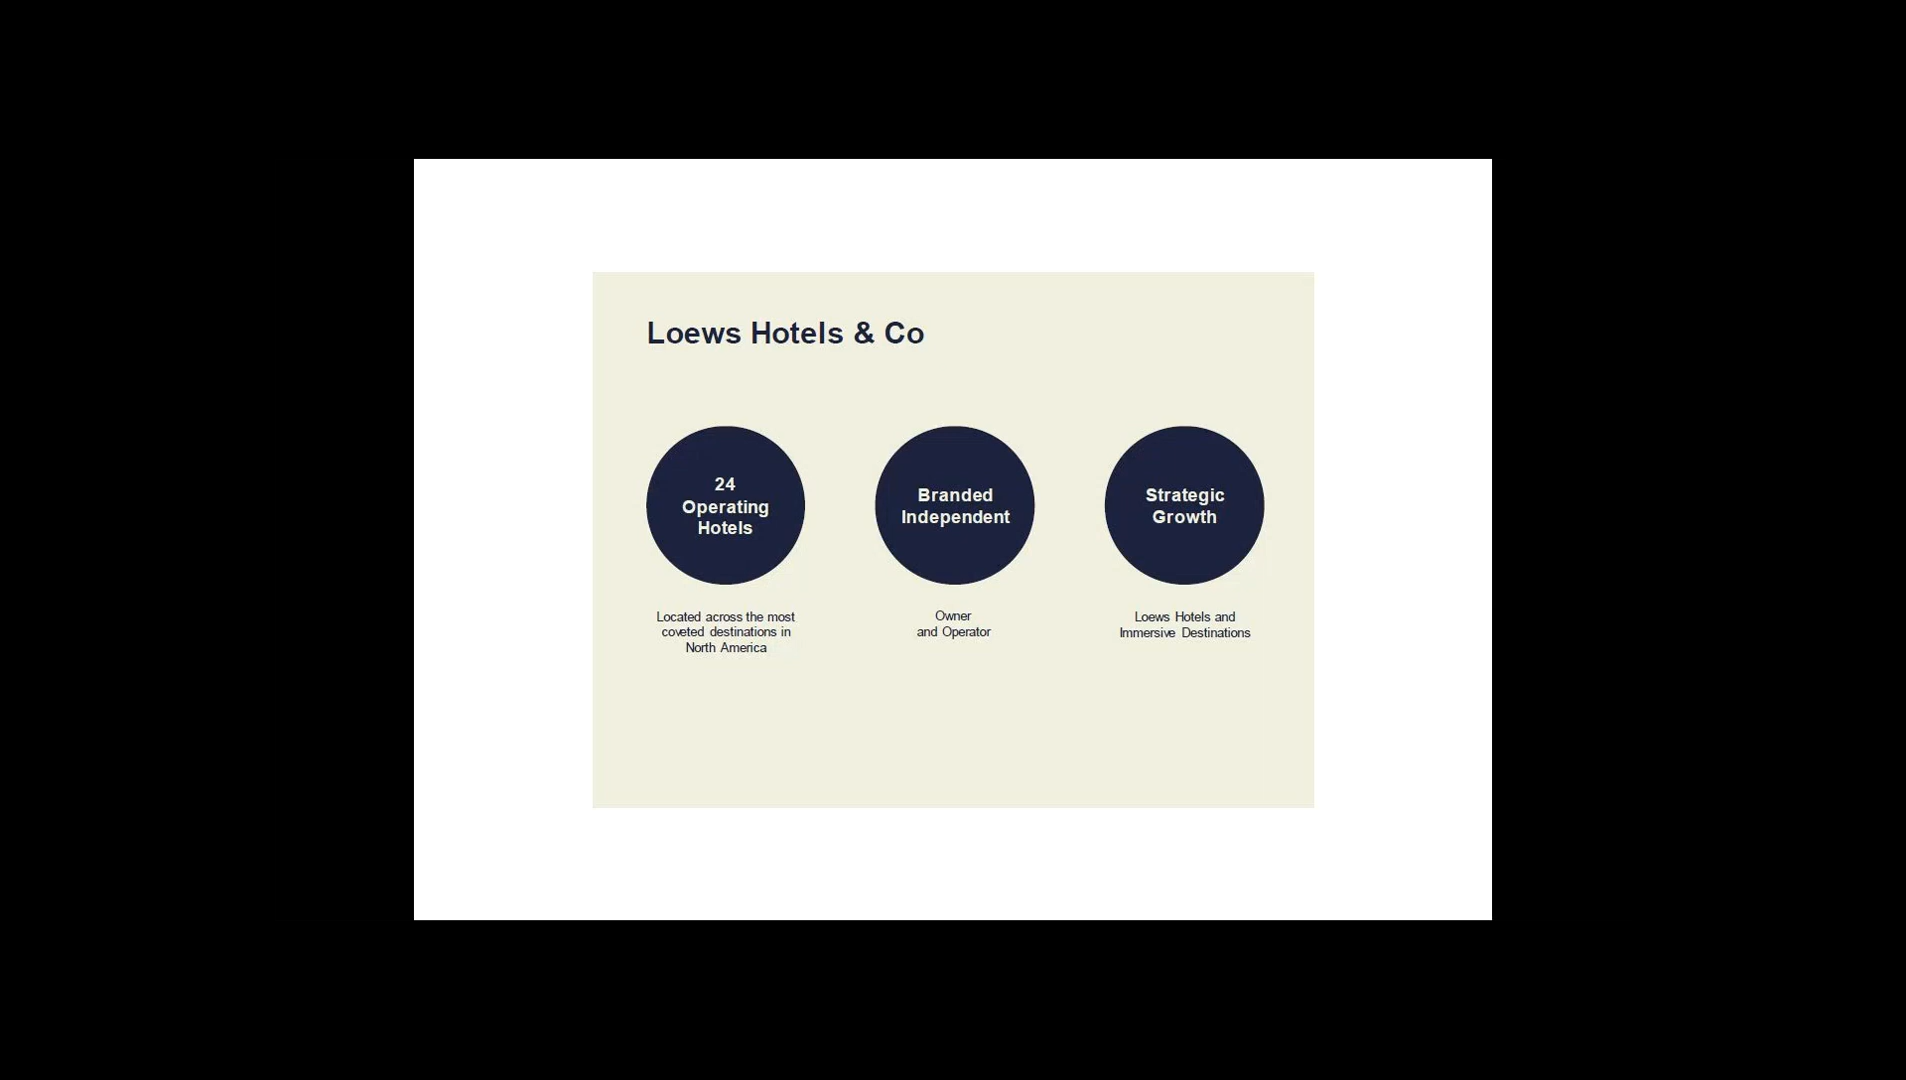 Loews Hotels & Co
24
Operating
Hotels
Located across the most
coveted destinations in
North America
Branded
Independent
Owner
and Operator
Strategic
Growth
Loews Hotels and
Immersive Destinations